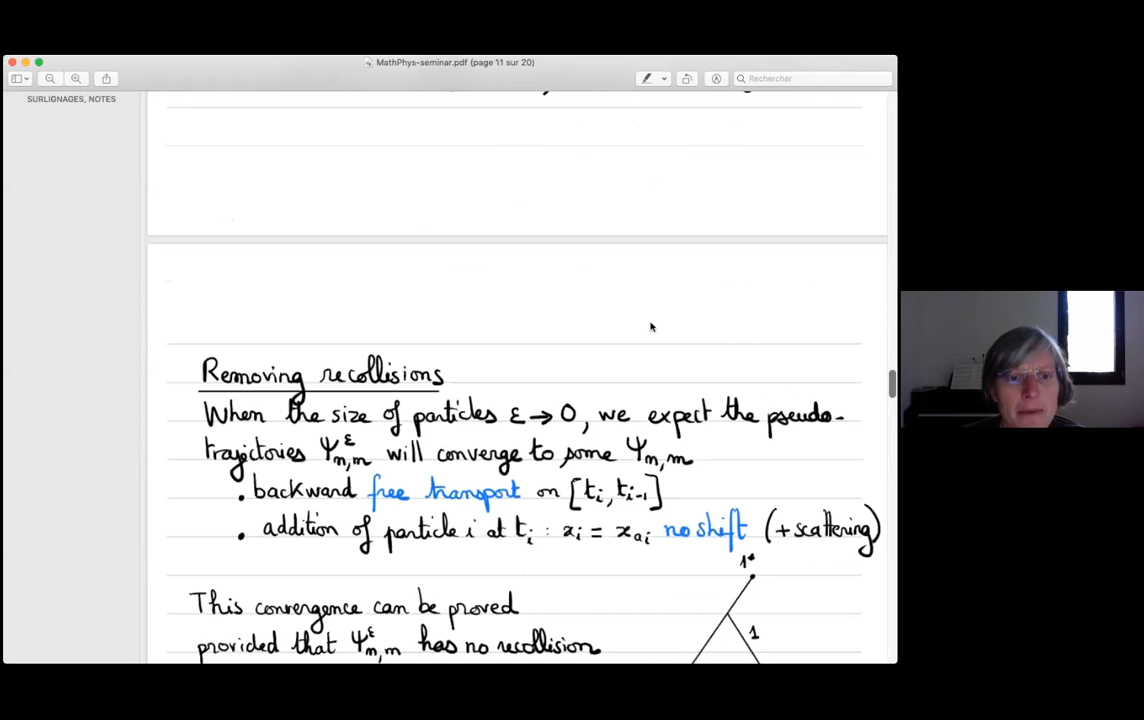 MathPhys-seminar.pdf (page 11 sur 20)
Rechercher
SURLIGNAGES, NOTES
Removing recollisions
When the size of particles ε → 0, we expect the pseudo-
trajectories Ψ^ε_{n,m} will converge to some Ψ_{n,m}
• backward free transport on [t_i, t_{i-1}]
• addition of particle i at t_i : x_i = x_{a_i} no shift (+ scattering)
1*
This convergence can be proved
1
provided that Ψ^ε_{n,m} has no recollision.